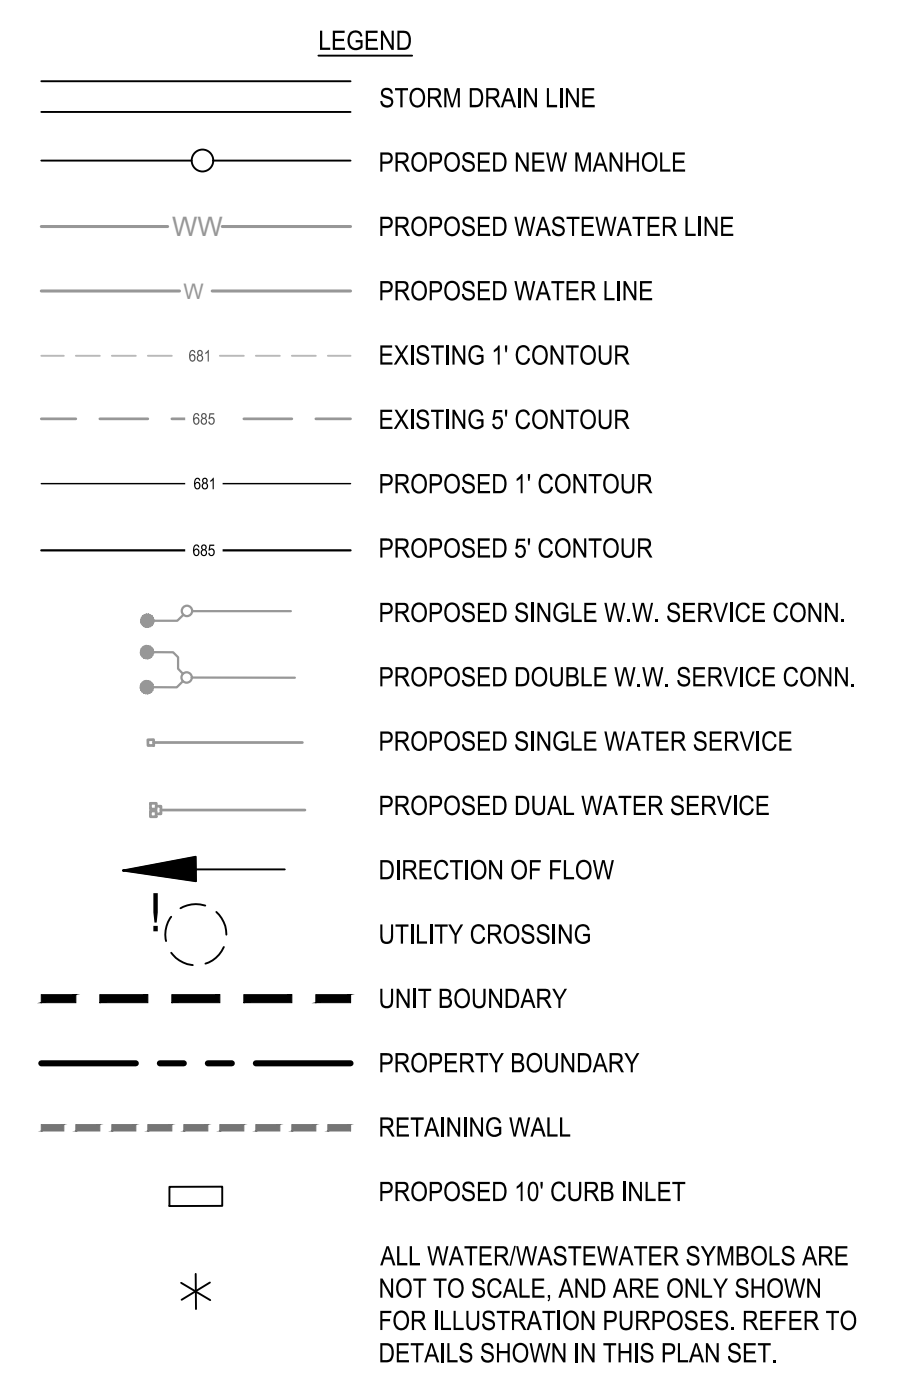 LEGEND
STORM DRAIN LINE
PROPOSED NEW MANHOLE
WW PROPOSED WASTEWATER LINE
W PROPOSED WATER LINE
681 EXISTING 1' CONTOUR
685 EXISTING 5' CONTOUR
681 PROPOSED 1' CONTOUR
685 PROPOSED 5' CONTOUR
PROPOSED SINGLE W.W. SERVICE CONN.
PROPOSED DOUBLE W.W. SERVICE CONN.
PROPOSED SINGLE WATER SERVICE
PROPOSED DUAL WATER SERVICE
DIRECTION OF FLOW
! UTILITY CROSSING
UNIT BOUNDARY
PROPERTY BOUNDARY
RETAINING WALL
PROPOSED 10' CURB INLET
ALL WATER/WASTEWATER SYMBOLS ARE
NOT TO SCALE, AND ARE ONLY SHOWN
FOR ILLUSTRATION PURPOSES. REFER TO
DETAILS SHOWN IN THIS PLAN SET.